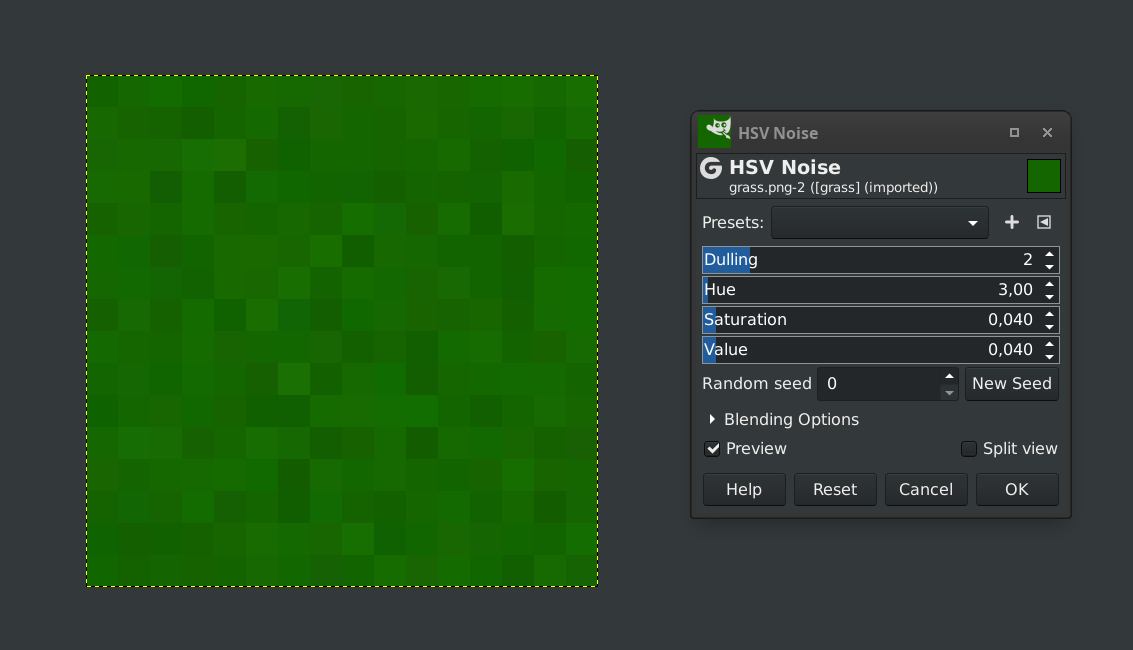 HSV Noise
HSV Noise
grass.png-2 ([grass] (imported))
Presets:
Dulling 2
Hue 3,00
Saturation 0,040
Value 0,040
Random seed 0 New Seed
Blending Options
Preview Split view
Help Reset Cancel OK